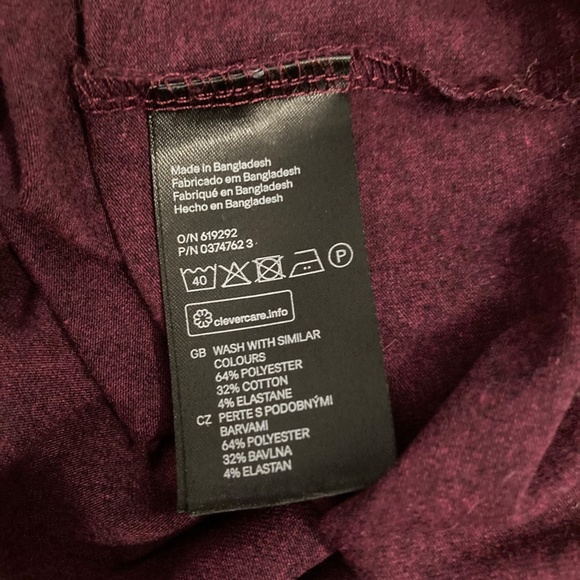 Made in Bangladesh
Fabricado em Bangladesh
Fabriqué en Bangladesh
Hecho en Bangladesh
O/N 619292
P/N 0374762 3
40 P
clevercare.info
GB WASH WITH SIMILAR
COLOURS
64% POLYESTER
32% COTTON
4% ELASTANE
CZ PERTE S PODOBNÝMI
BARVAMI
64% POLYESTER
32% BAVLNA
4% ELASTAN